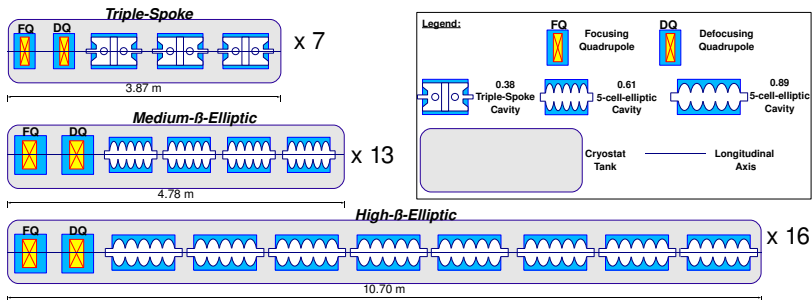 Triple-Spoke
FQ DQ
x 7
3.87 m
Medium-ß-Elliptic
FQ DQ
x 13
4.78 m
High-ß-Elliptic
FQ DQ
x 16
10.70 m
Legend:
FQ
Focusing
Quadrupole
DQ
Defocusing
Quadrupole
0.38
Triple-Spoke
Cavity
0.61
5-cell-elliptic
Cavity
0.89
5-cell-elliptic
Cavity
Cryostat
Tank
Longitudinal
Axis